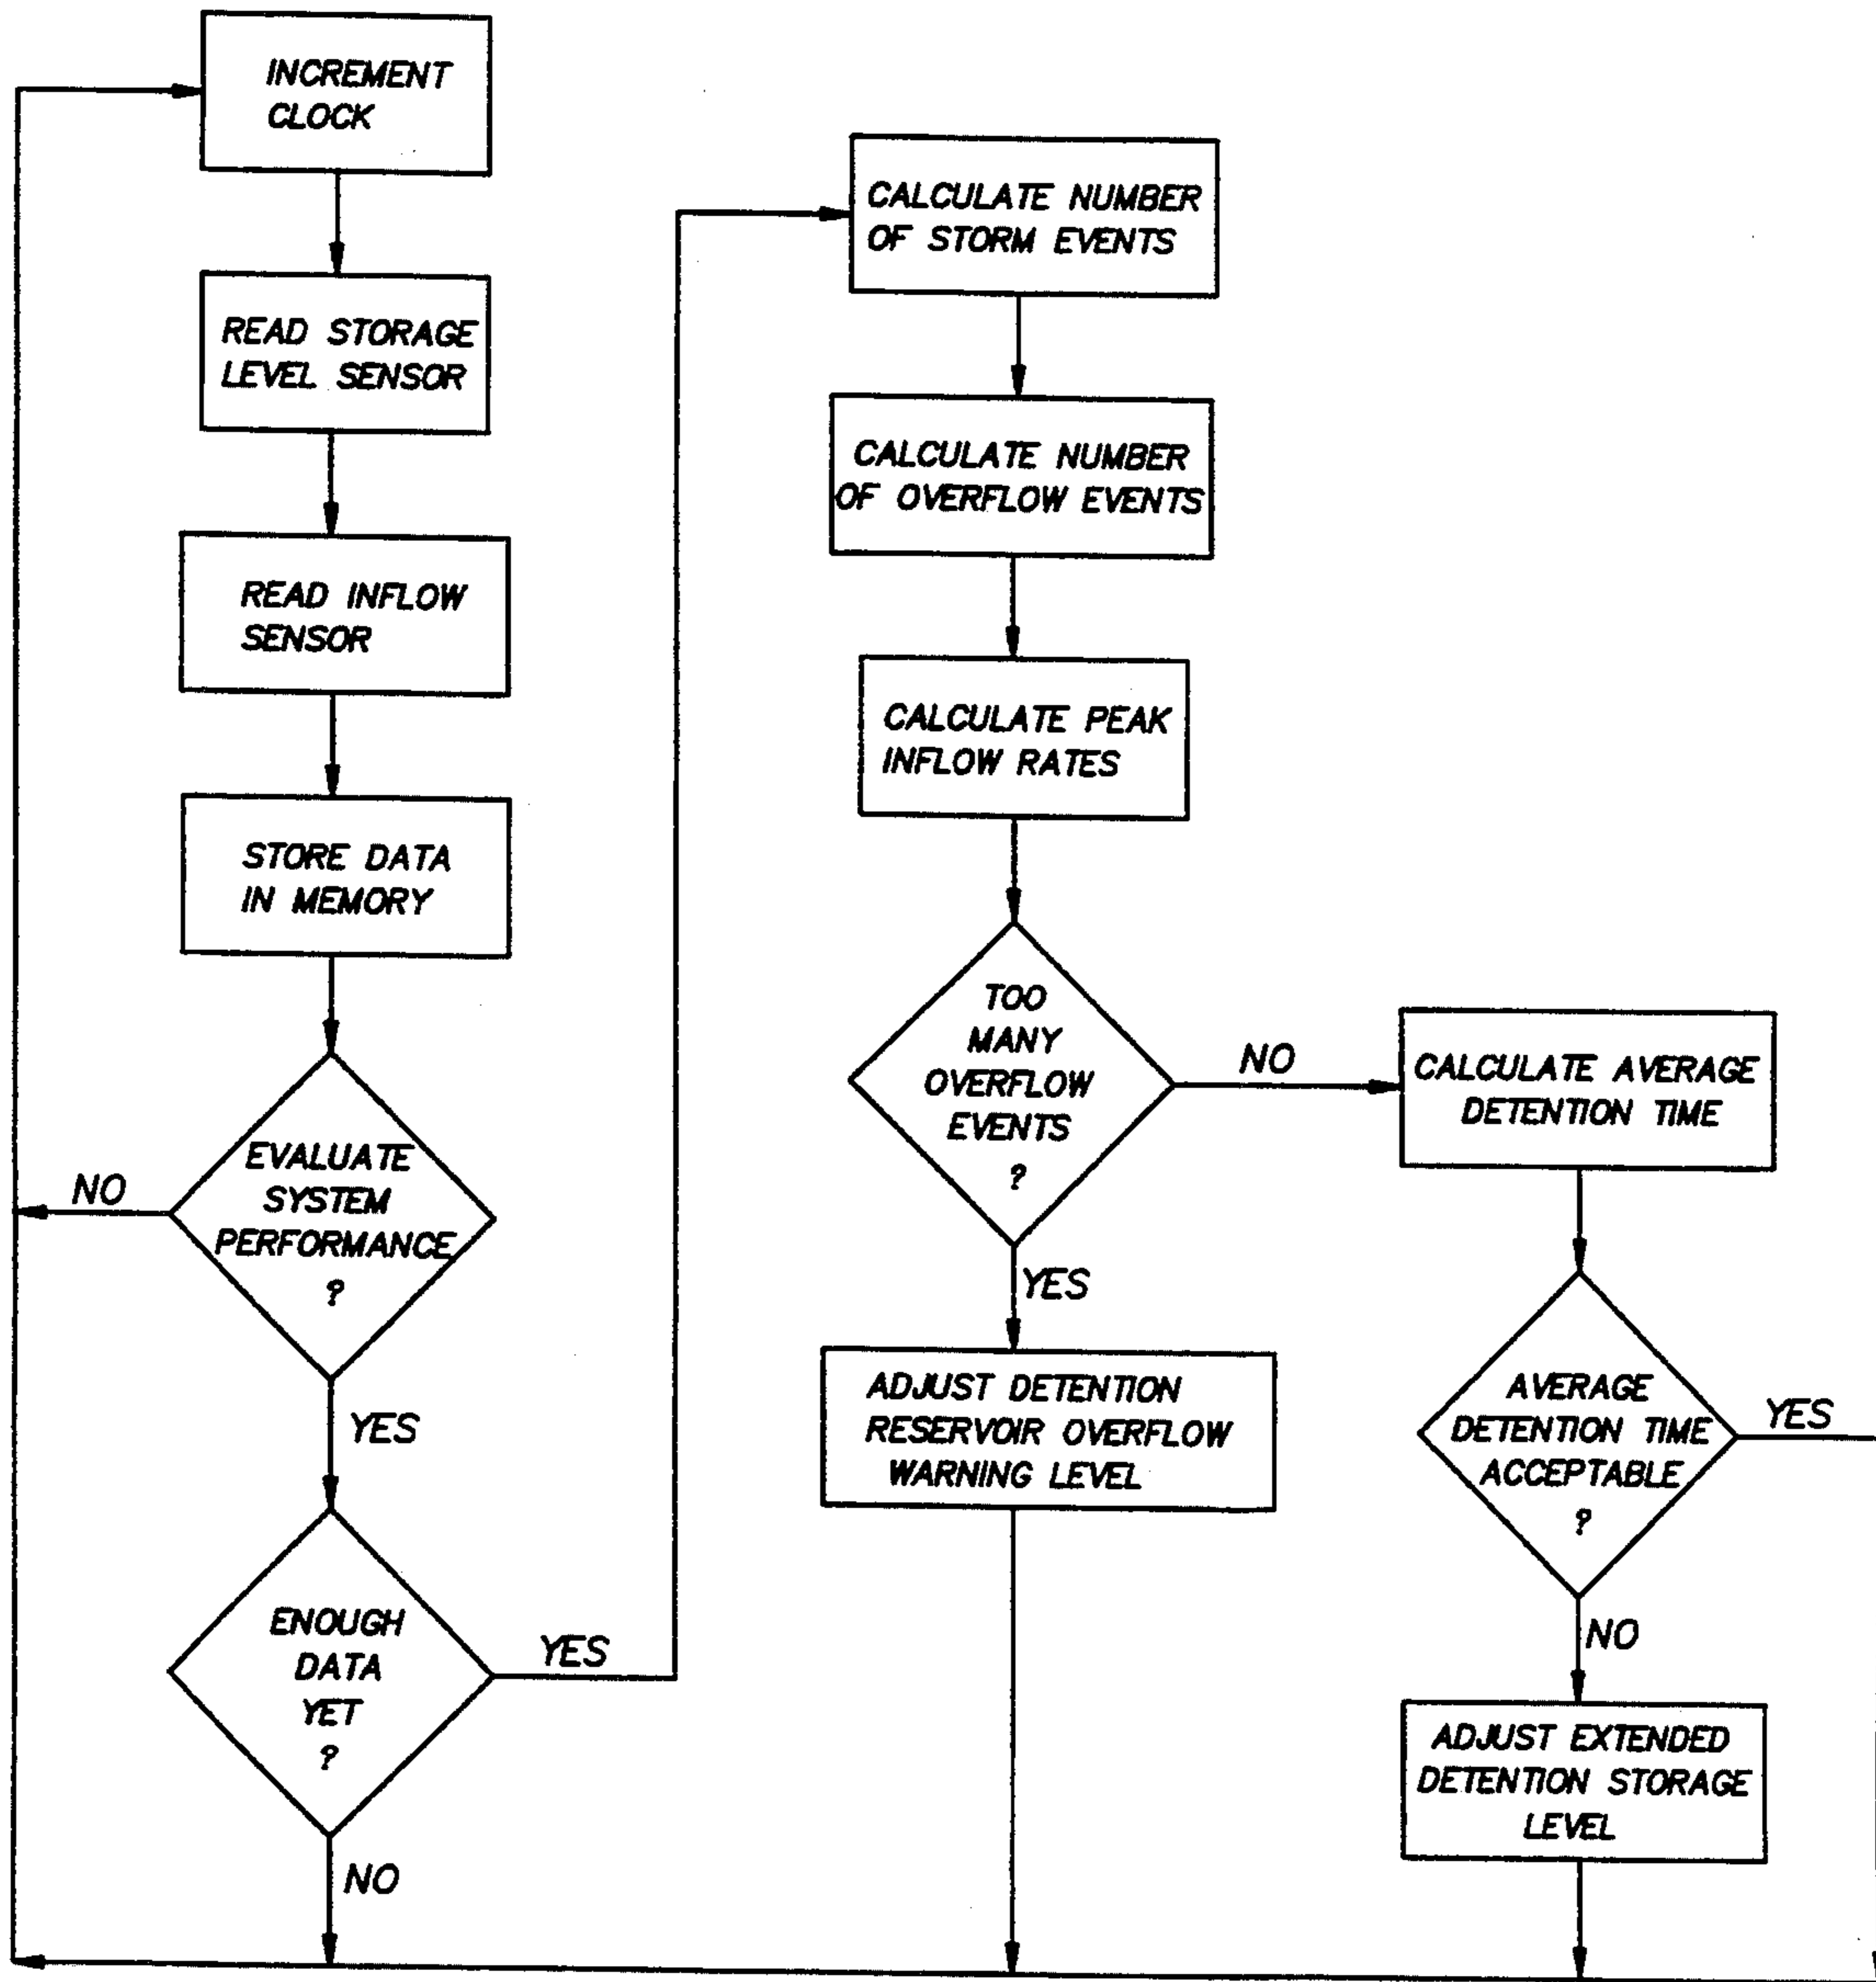 INCREMENT
CLOCK
READ STORAGE
LEVEL SENSOR
READ INFLOW
SENSOR
STORE DATA
IN MEMORY
EVALUATE
SYSTEM
PERFORMANCE
?
NO
YES
ENOUGH
DATA
YET
?
YES
NO
CALCULATE NUMBER
OF STORM EVENTS
CALCULATE NUMBER
OF OVERFLOW EVENTS
CALCULATE PEAK
INFLOW RATES
TOO
MANY
OVERFLOW
EVENTS
?
NO
YES
ADJUST DETENTION
RESERVOIR OVERFLOW
WARNING LEVEL
CALCULATE AVERAGE
DETENTION TIME
AVERAGE
DETENTION TIME
ACCEPTABLE
?
YES
NO
ADJUST EXTENDED
DETENTION STORAGE
LEVEL